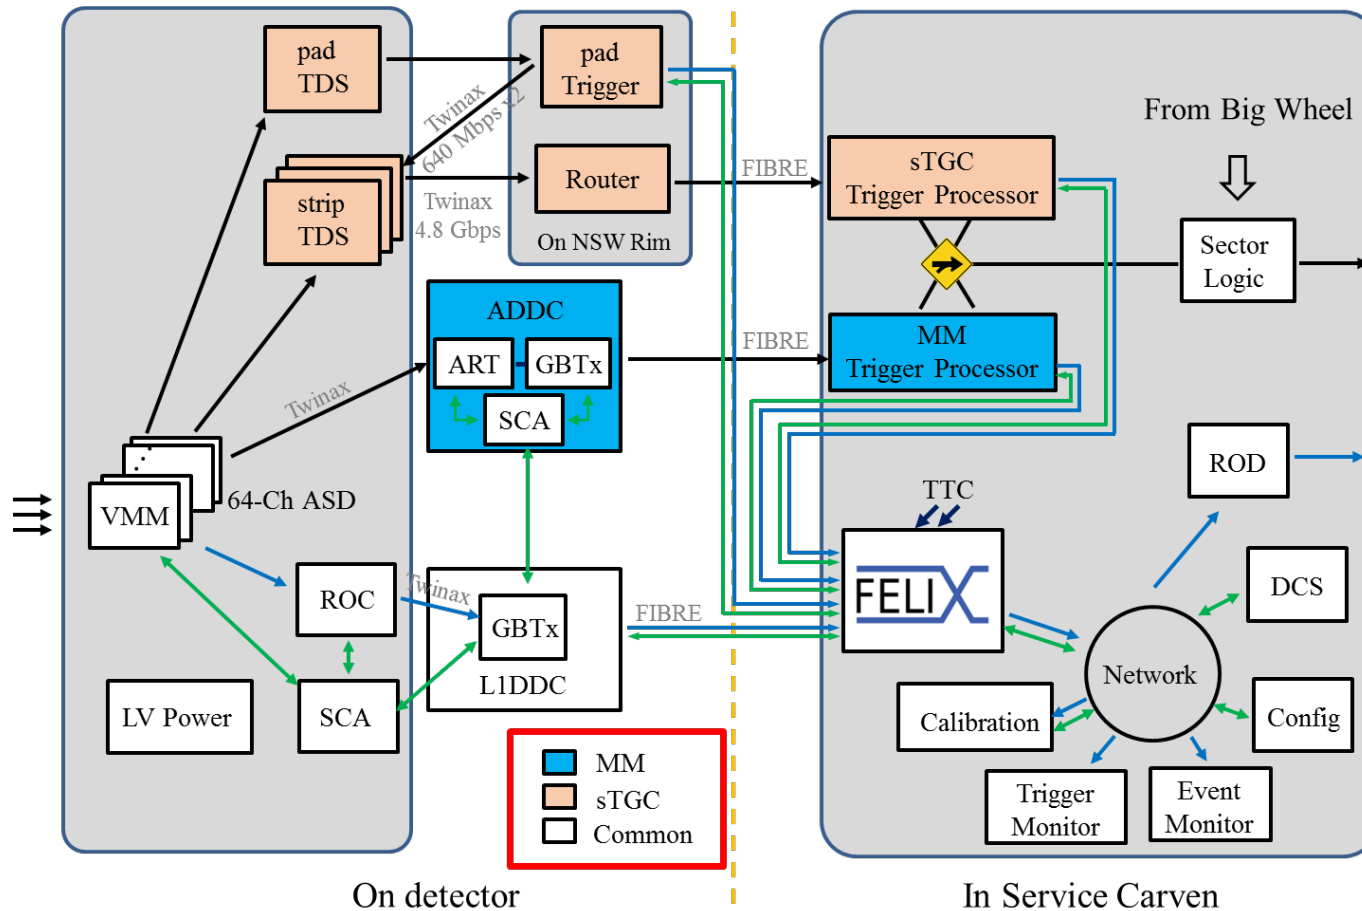 pad
TDS
pad
Trigger
Twinax
640 Mbps x2
From Big Wheel
strip
TDS
Twinax
4.8 Gbps
Router
On NSW Rim
FIBRE
sTGC
Trigger Processor
Sector
Logic
ADDC
ART
GBTx
SCA
FIBRE
MM
Trigger Processor
Twinax
VMM
64-Ch ASD
ROD
TTC
FELIX
DCS
ROC
Twinax
GBTx
L1DDC
FIBRE
Network
LV Power
SCA
Calibration
Config
Trigger
Monitor
Event
Monitor
MM
sTGC
Common
On detector
In Service Carven